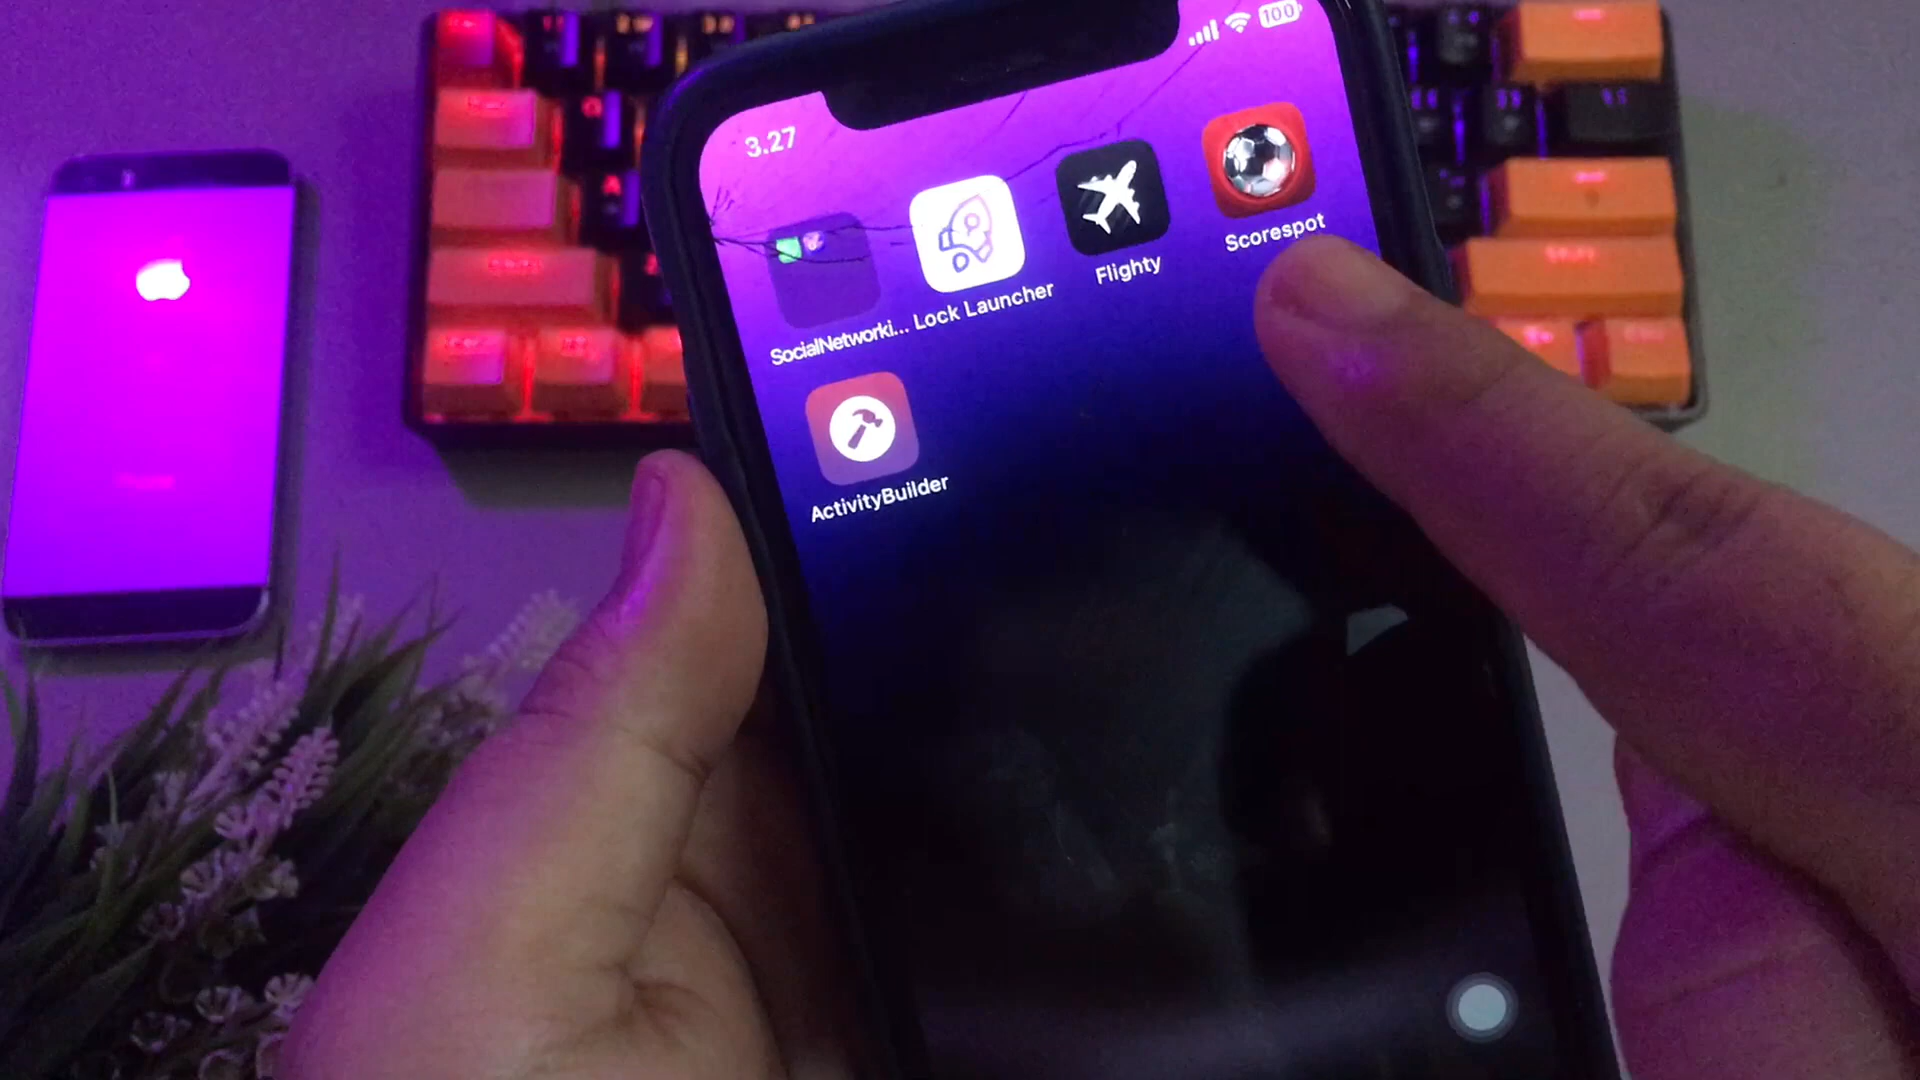 3.27
100
SocialNetworki...
Lock Launcher
Flighty
Scorespot
ActivityBuilder